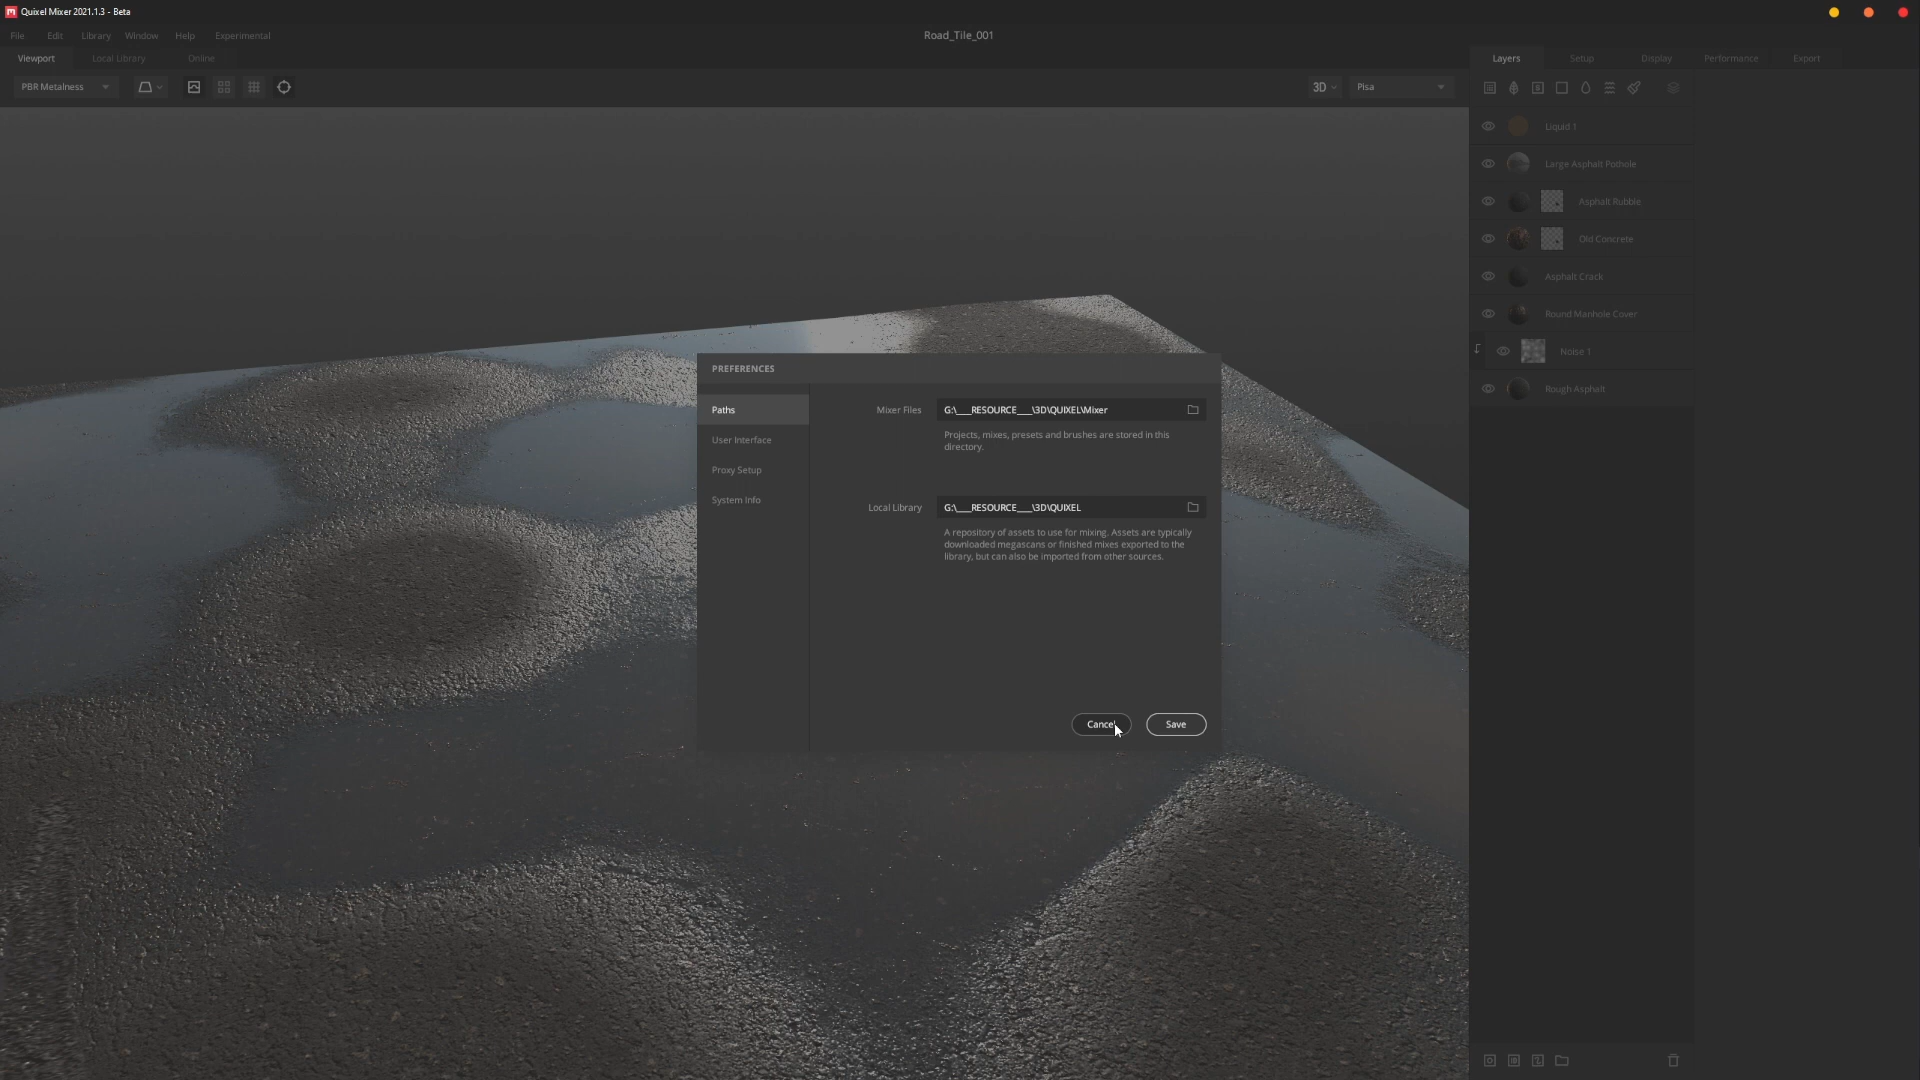 Quixel Mixer 2021.1.3 - Beta
File Edit Library Window Help Experimental
Road_Tile_001
Viewport Local Library Online
Layers Setup Display Performance Export
PBR Metalness
3D
Pisa
Liquid 1
Large Asphalt Pothole
Asphalt Rubble
Old Concrete
Asphalt Crack
Round Manhole Cover
Noise 1
Rough Asphalt
PREFERENCES
Paths
User Interface
Proxy Setup
System Info
Mixer Files
G:\___RESOURCE___\3D\QUIXEL\Mixer
Projects, mixes, presets and brushes are stored in this
directory.
Local Library
G:\___RESOURCE___\3D\QUIXEL
A repository of assets to use for mixing. Assets are typically
downloaded megascans or finished mixes exported to the
library, but can also be imported from other sources.
Cancel
Save